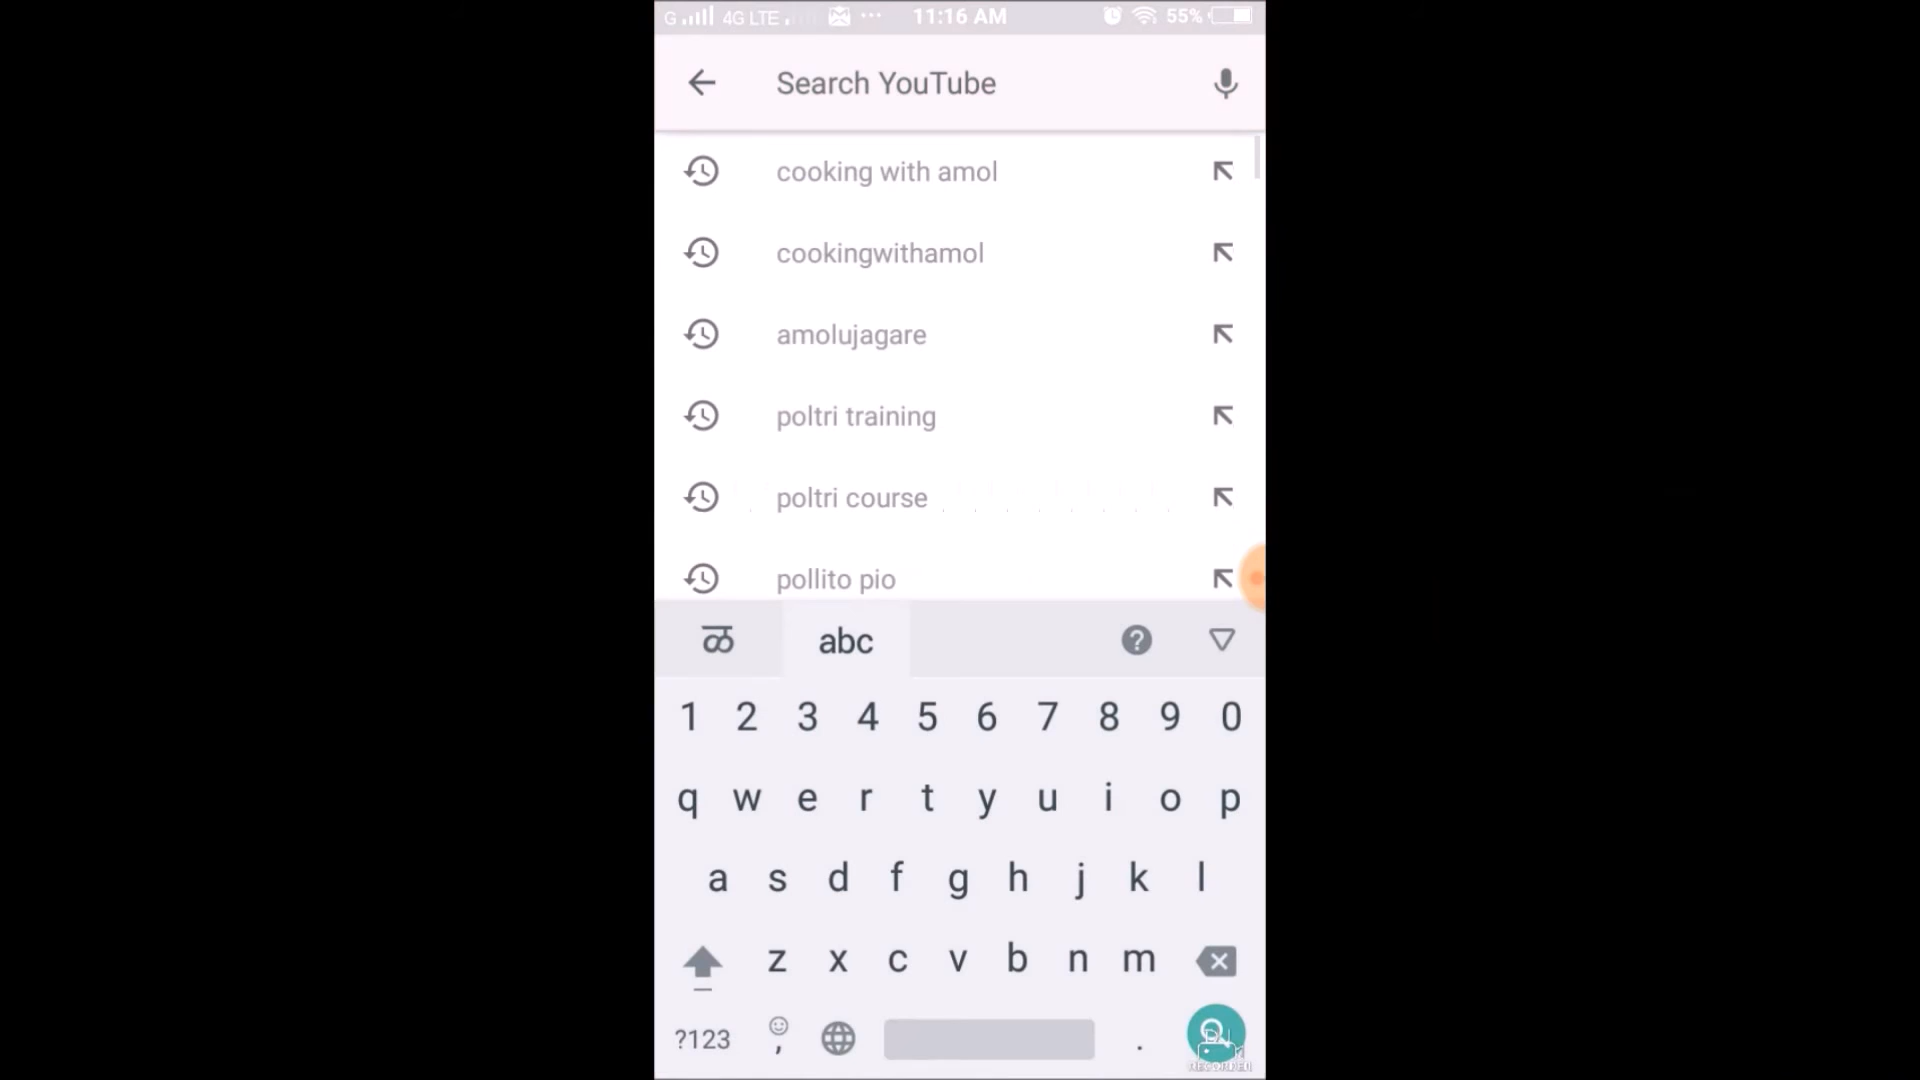 G 4G LTE ... 11:16 AM 55%
Search YouTube
cooking with amol
cookingwithamol
amolujagare
poltri training
poltri course
pollito pio
ळ abc ?
1 2 3 4 5 6 7 8 9 0
q w e r t y u i o p
a s d f g h j k l
z x c v b n m
?123 , .
RECORDER